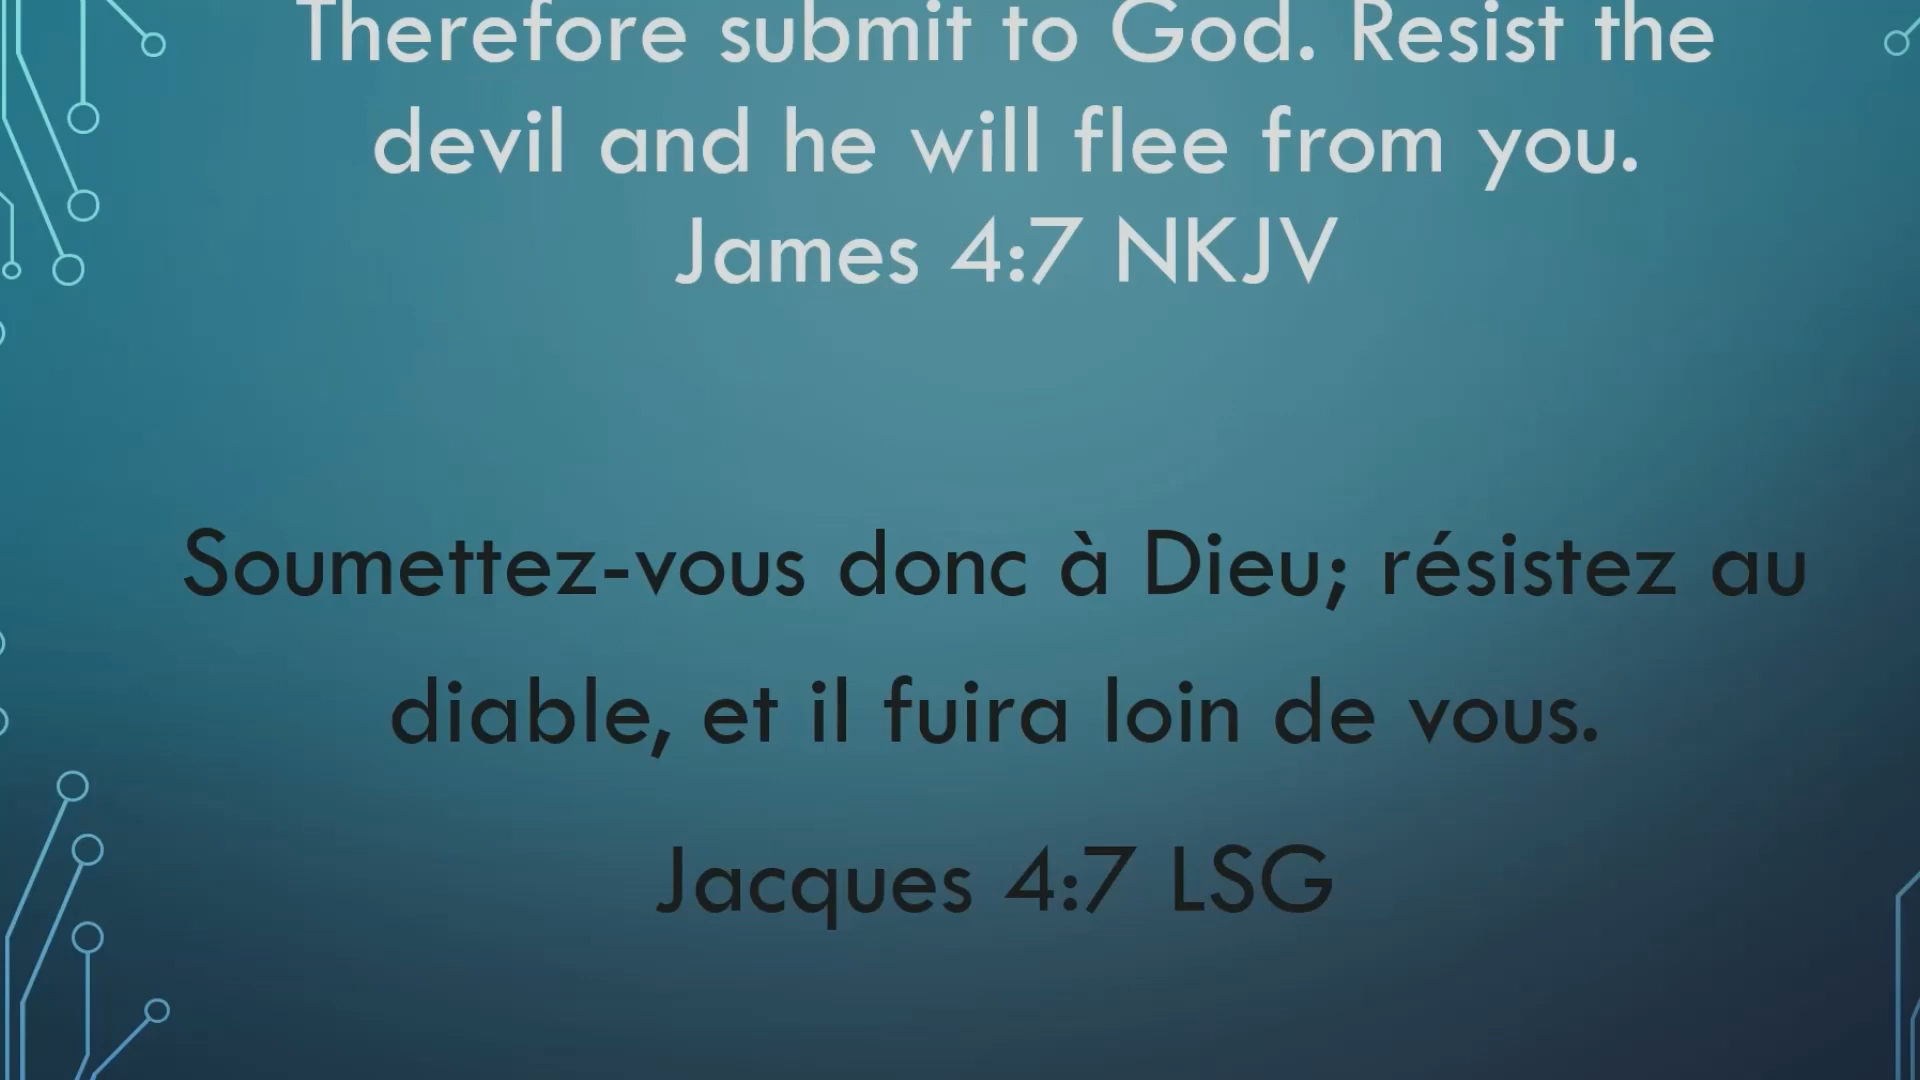 Therefore submit to God. Resist the
devil and he will flee from you.
James 4:7 NKJV
Soumettez-vous donc à Dieu; résistez au
diable, et il fuira loin de vous.
Jacques 4:7 LSG